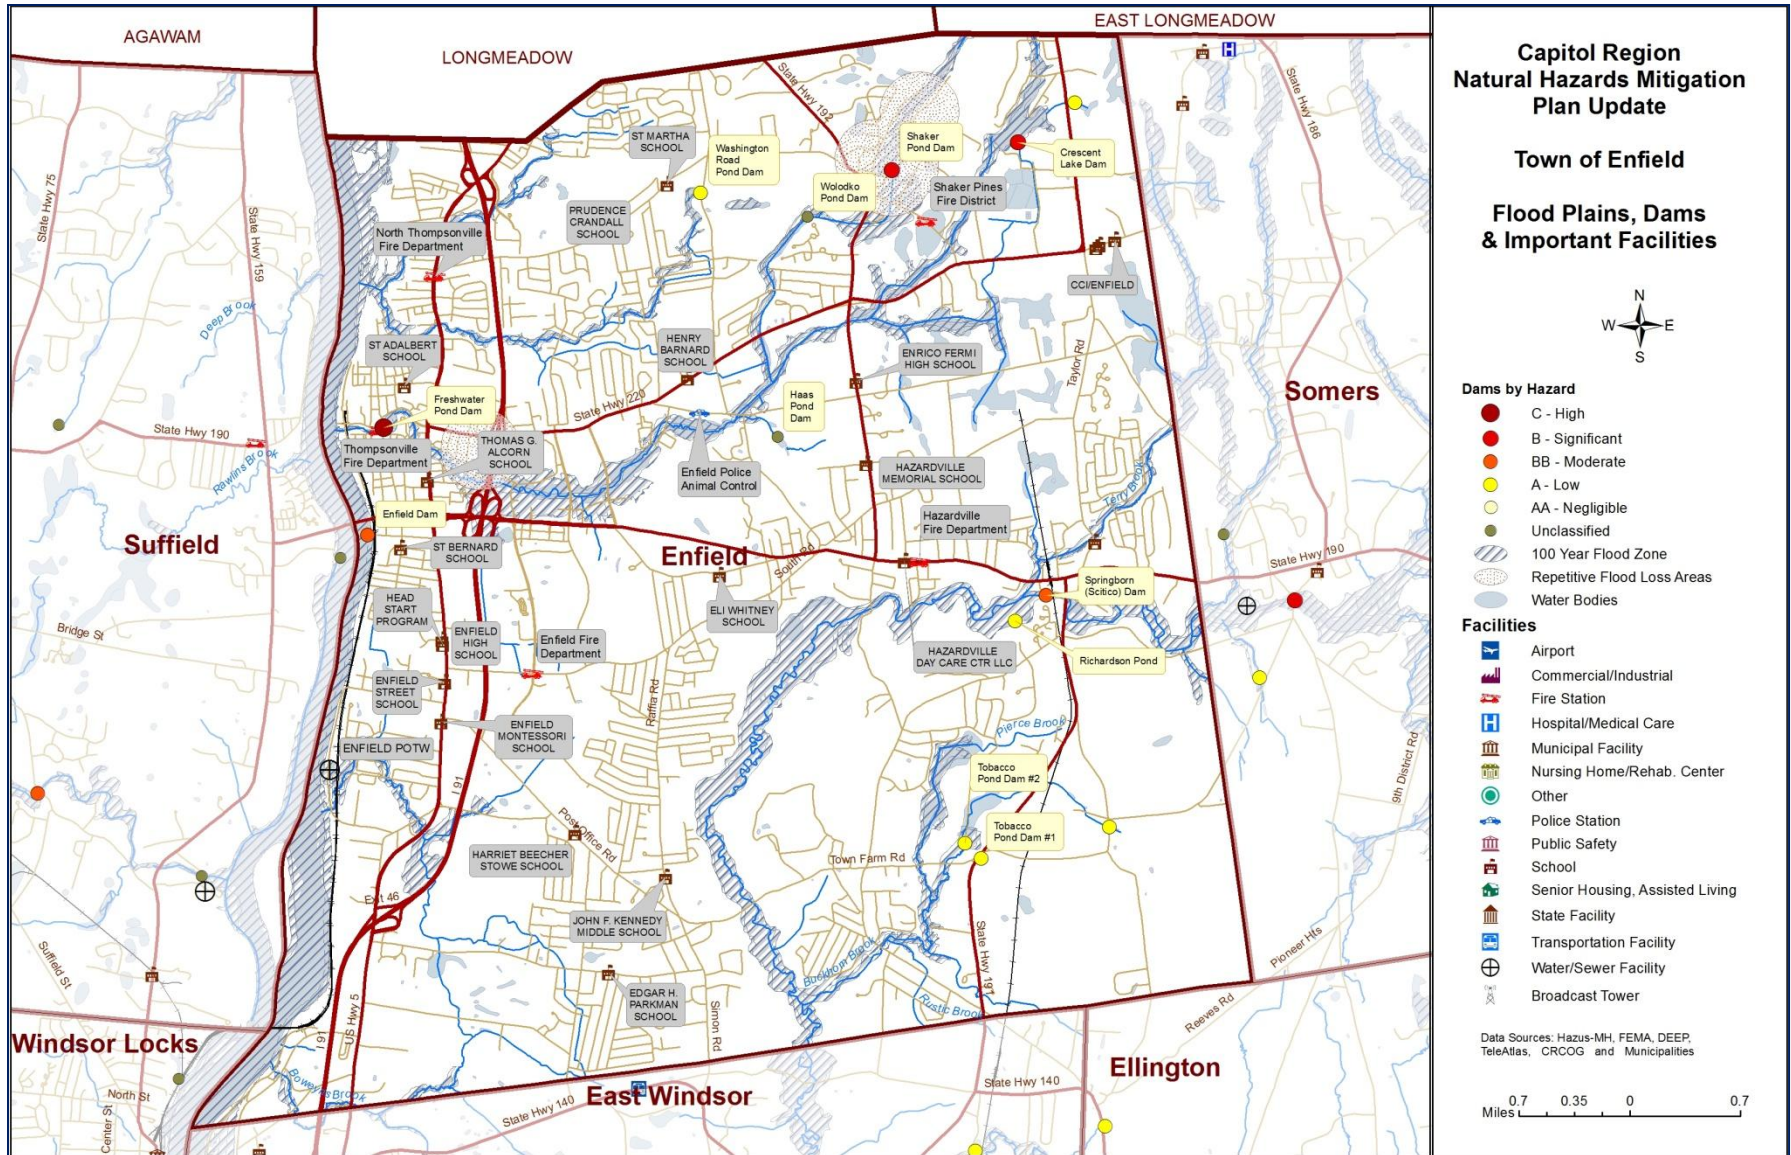 AGAWAM
LONGMEADOW
EAST LONGMEADOW
State Hwy 75
State Hwy 159
State Hwy 192
State Hwy 186
ST MARTHA
SCHOOL
Washington
Road
Pond Dam
Shaker
Pond Dam
Crescent
Lake Dam
Wolodko
Pond Dam
Shaker Pines
Fire District
PRUDENCE
CRANDALL
SCHOOL
North Thompsonville
Fire Department
CCI/ENFIELD
Deep Brook
ST ADALBERT
SCHOOL
HENRY
BARNARD
SCHOOL
ENRICO FERMI
HIGH SCHOOL
Taylor Rd
Somers
Freshwater
Pond Dam
State Hwy 220
Haas
Pond
Dam
State Hwy 190
Rawlins Brook
Thompsonville
Fire Department
THOMAS G.
ALCORN
SCHOOL
Enfield Police
Animal Control
HAZARDVILLE
MEMORIAL SCHOOL
Terry Brook
Enfield Dam
Hazardville
Fire Department
Suffield
ST BERNARD
SCHOOL
Enfield
South Rd
State Hwy 190
ELI WHITNEY
SCHOOL
Springborn
(Scitico) Dam
HEAD
START
PROGRAM
Bridge St
ENFIELD
HIGH
SCHOOL
Enfield Fire
Department
HAZARDVILLE
DAY CARE CTR LLC
Richardson Pond
ENFIELD
STREET
SCHOOL
Raffia Rd
ENFIELD
MONTESSORI
SCHOOL
ENFIELD POTW
Pierce Brook
9th District Rd
Tobacco
Pond Dam #2
I 91
Post Office Rd
Tobacco
Pond Dam #1
HARRIET BEECHER
STOWE SCHOOL
Town Farm Rd
Exit 46
JOHN F. KENNEDY
MIDDLE SCHOOL
Suffield St
Buckhorn Brook
Pioneer Hts
State Hwy 191
EDGAR H.
PARKMAN
SCHOOL
Simon Rd
Rustic Brook
Reeves Rd
I 91
US Hwy 5
Windsor Locks
Boweyns Brook
Ellington
North St
Center St
State Hwy 140
East Windsor
State Hwy 140
Capitol Region
Natural Hazards Mitigation
Plan Update
Town of Enfield
Flood Plains, Dams
& Important Facilities
N
W E
S
Dams by Hazard
C - High
B - Significant
BB - Moderate
A - Low
AA - Negligible
Unclassified
100 Year Flood Zone
Repetitive Flood Loss Areas
Water Bodies
Facilities
Airport
Commercial/Industrial
Fire Station
Hospital/Medical Care
Municipal Facility
Nursing Home/Rehab. Center
Other
Police Station
Public Safety
School
Senior Housing, Assisted Living
State Facility
Transportation Facility
Water/Sewer Facility
Broadcast Tower
Data Sources: Hazus-MH, FEMA, DEEP,
TeleAtlas, CRCOG and Municipalities
0.7 0.35 0 0.7
Miles